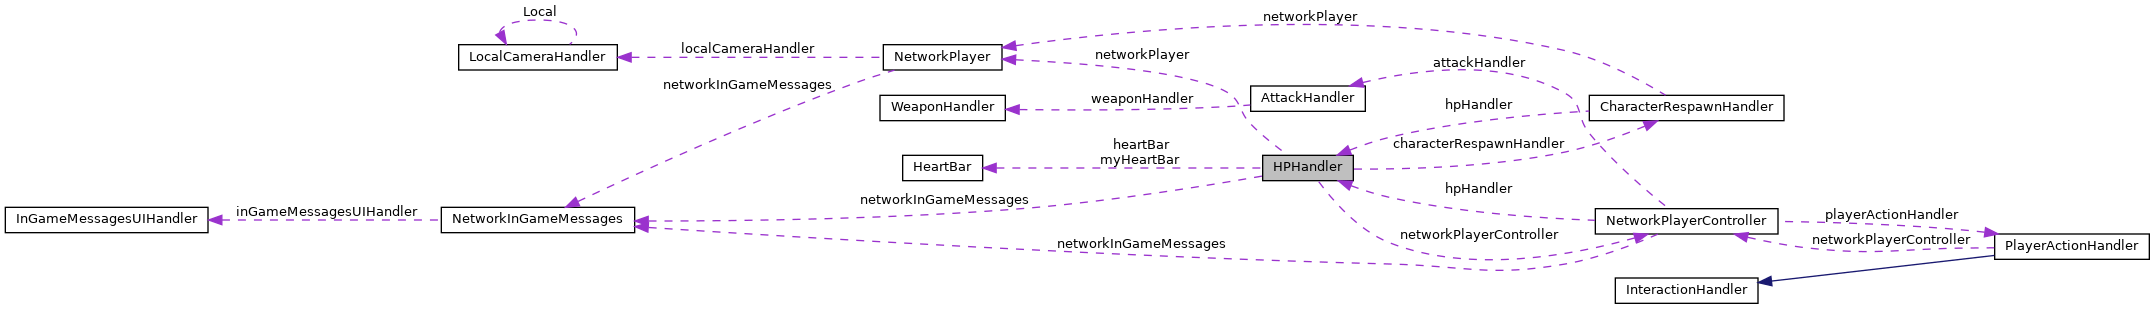 Local
networkPlayer
LocalCameraHandler
localCameraHandler
NetworkPlayer
networkPlayer
attackHandler
networkInGameMessages
WeaponHandler
weaponHandler
AttackHandler
hpHandler
CharacterRespawnHandler
characterRespawnHandler
heartBar
myHeartBar
HeartBar
HPHandler
hpHandler
networkInGameMessages
InGameMessagesUIHandler
inGameMessagesUIHandler
NetworkInGameMessages
NetworkPlayerController
playerActionHandler
networkPlayerController
networkInGameMessages
networkPlayerController
PlayerActionHandler
InteractionHandler